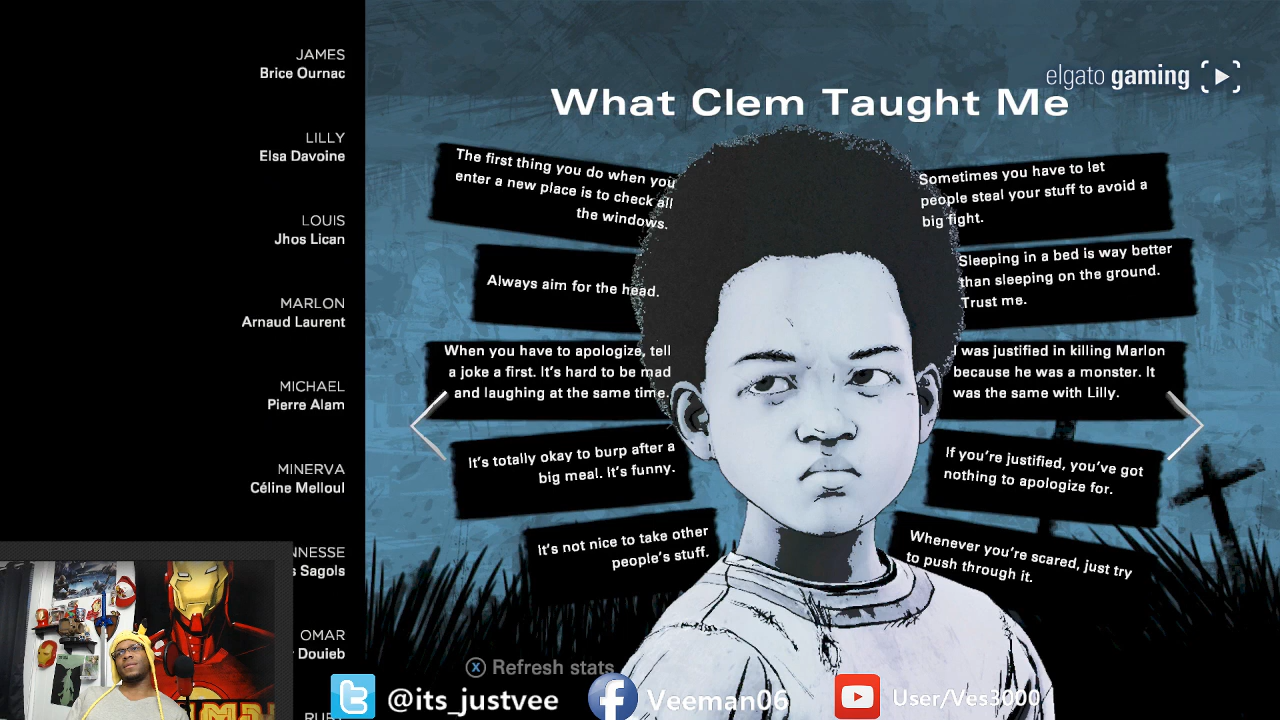 JAMES
Brice Ournac
LILLY
Elsa Davoine
LOUIS
Jhos Lican
MARLON
Arnaud Laurent
MICHAEL
Pierre Alam
MINERVA
Céline Melloul
NNESSE
s Sagols
OMAR
Douieb
RUBY
elgato gaming
What Clem Taught Me
The first thing you do when you
enter a new place is to check all
the windows.
Always aim for the head.
When you have to apologize, tell
a joke a first. It's hard to be mad
and laughing at the same time.
It's totally okay to burp after a
big meal. It's funny.
It's not nice to take other
people's stuff.
Sometimes you have to let
people steal your stuff to avoid a
big fight.
Sleeping in a bed is way better
than sleeping on the ground.
Trust me.
I was justified in killing Marlon
because he was a monster. It
was the same with Lilly.
If you're justified, you've got
nothing to apologize for.
Whenever you're scared, just try
to push through it.
X Refresh stats
@its_justvee
Veeman06
User/Ves3000